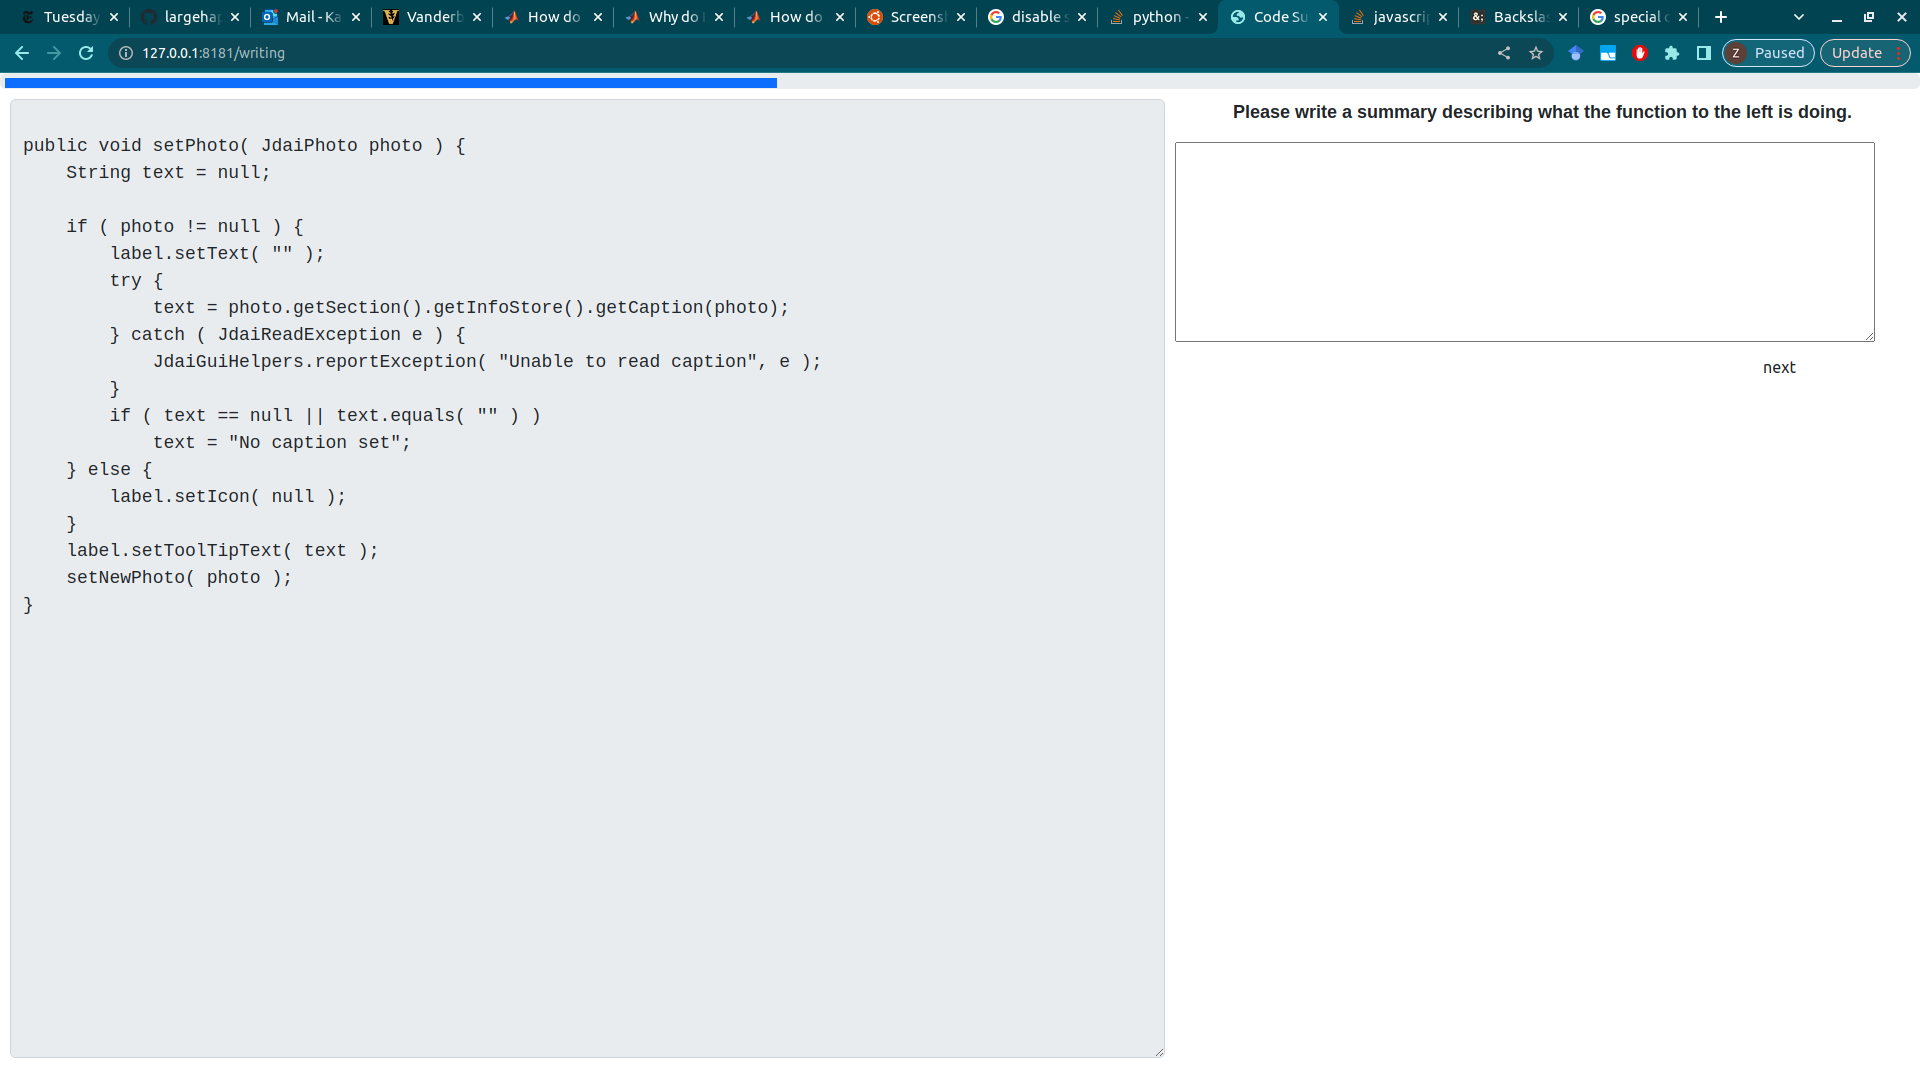 Tuesday
largehap
Mail - Ka
Vanderb
How do
Why do
How do
Screens
disable s
python -
Code Su
javascrip
Backslas
special c
127.0.0.1:8181/writing
Z Paused
Update
Please write a summary describing what the function to the left is doing.
public void setPhoto( JdaiPhoto photo ) {
    String text = null;
    if ( photo != null ) {
        label.setText( "" );
        try {
            text = photo.getSection().getInfoStore().getCaption(photo);
        } catch ( JdaiReadException e ) {
            JdaiGuiHelpers.reportException( "Unable to read caption", e );
        }
        if ( text == null || text.equals( "" ) )
            text = "No caption set";
    } else {
        label.setIcon( null );
    }
    label.setToolTipText( text );
    setNewPhoto( photo );
}
next